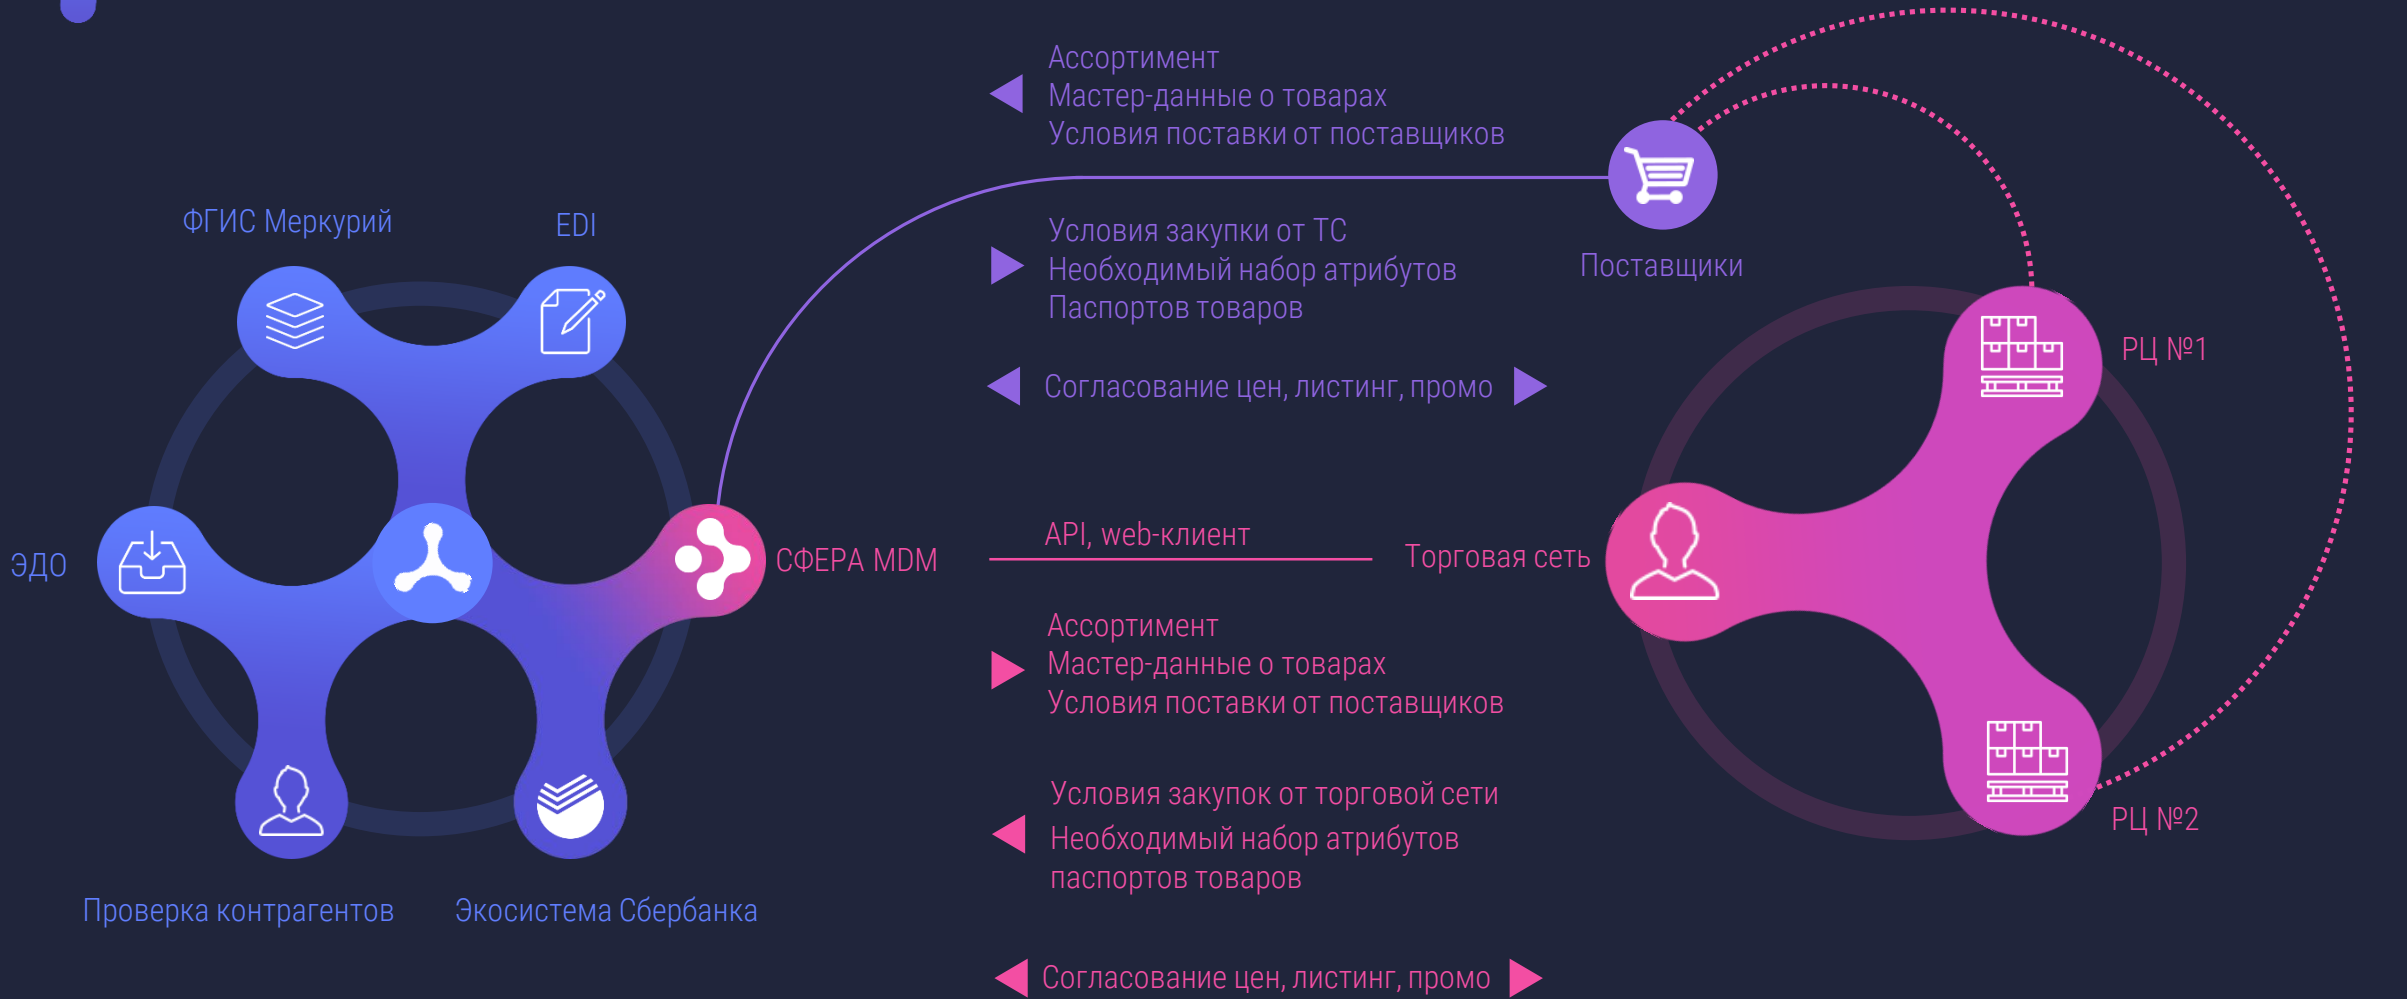 Ассортимент
Мастер-данные о товарах
Условия поставки от поставщиков
ФГИС Меркурий
EDI
Условия закупки от ТС
Необходимый набор атрибутов
Паспортов товаров
Поставщики
Согласование цен, листинг, промо
РЦ №1
ЭДО
СФЕРА MDM
API, web-клиент
Торговая сеть
Ассортимент
Мастер-данные о товарах
Условия поставки от поставщиков
Условия закупок от торговой сети
Необходимый набор атрибутов
паспортов товаров
РЦ №2
Проверка контрагентов
Экосистема Сбербанка
Согласование цен, листинг, промо